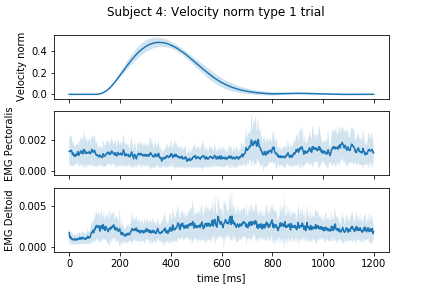 Subject 4: Velocity norm type 1 trial
Velocity norm
0.4
0.2
0.0
EMG Pectoralis
0.002
0.000
EMG Deltoid
0.005
0.000
0 200 400 600 800 1000 1200
time [ms]